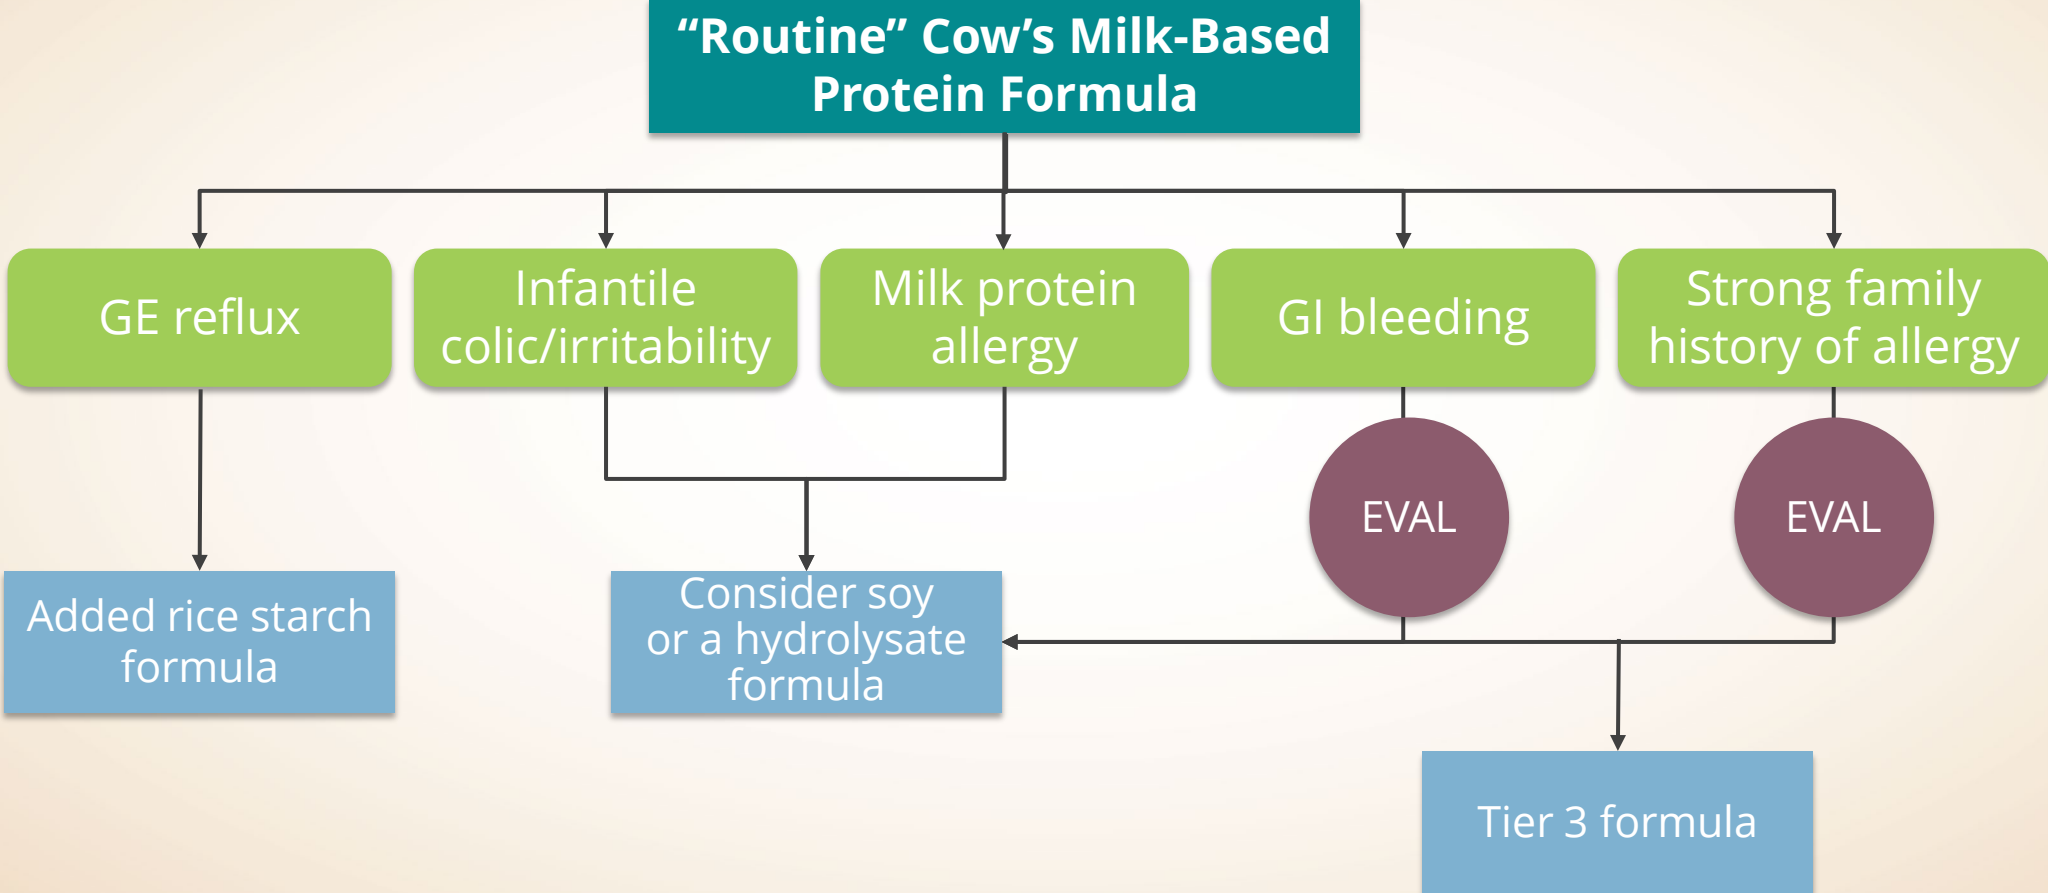 “Routine” Cow’s Milk-Based
Protein Formula
GE reflux
Infantile
colic/irritability
Milk protein
allergy
GI bleeding
Strong family
history of allergy
EVAL
EVAL
Added rice starch
formula
Consider soy
or a hydrolysate
formula
Tier 3 formula